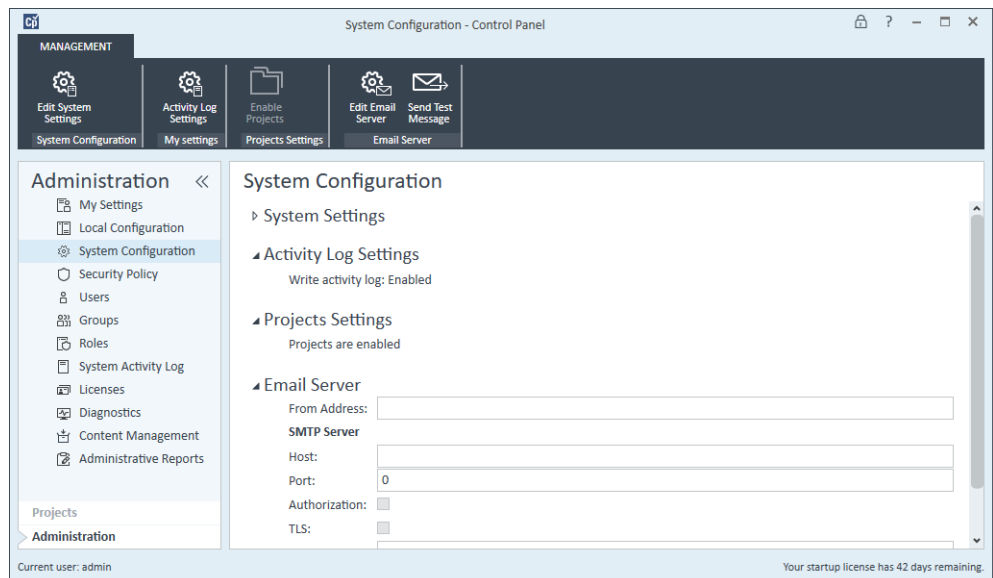 cp
System Configuration - Control Panel
?
MANAGEMENT
Edit System
Settings
Activity Log
Settings
Enable
Projects
Edit Email
Server
Send Test
Message
System Configuration
My settings
Projects Settings
Email Server
Administration
My Settings
Local Configuration
System Configuration
Security Policy
Users
Groups
Roles
System Activity Log
Licenses
Diagnostics
Content Management
Administrative Reports
Projects
Administration
System Configuration
System Settings
Activity Log Settings
Write activity log: Enabled
Projects Settings
Projects are enabled
Email Server
From Address:
SMTP Server
Host:
Port: 0
Authorization:
TLS:
Current user: admin
Your startup license has 42 days remaining.